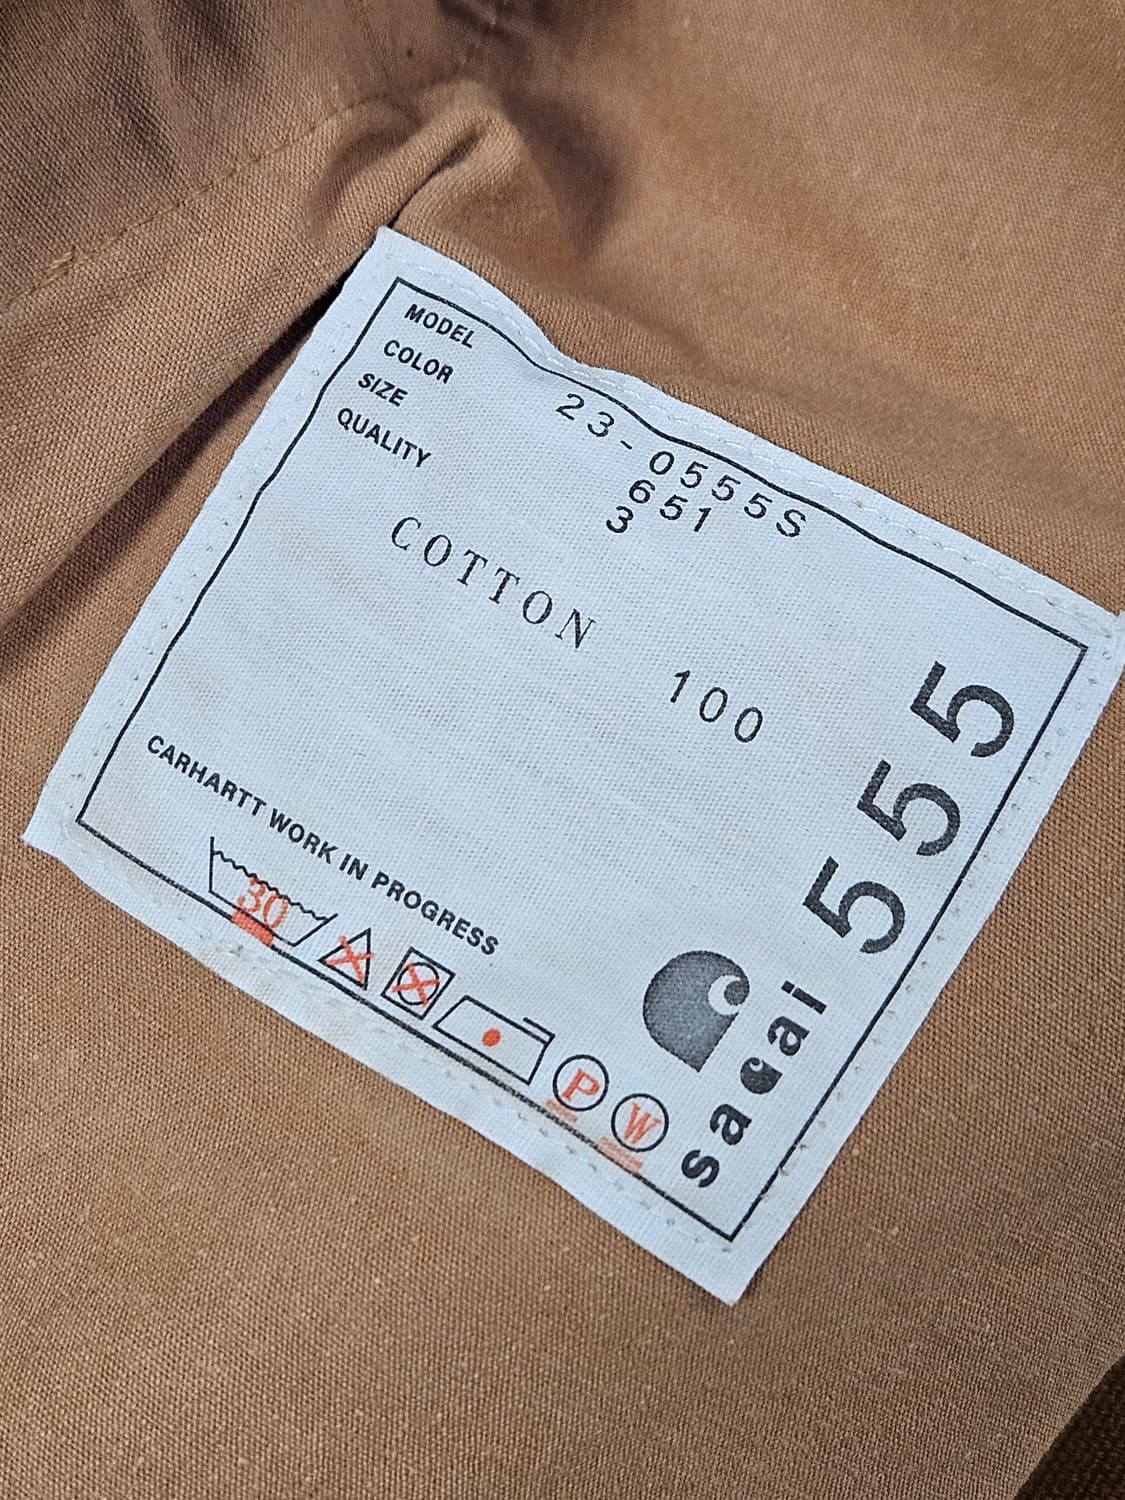 MODEL 23-0555S
COLOR 651
SIZE 3
QUALITY
COTTON 100
CARHARTT WORK IN PROGRESS
30
P
W
sacai 555